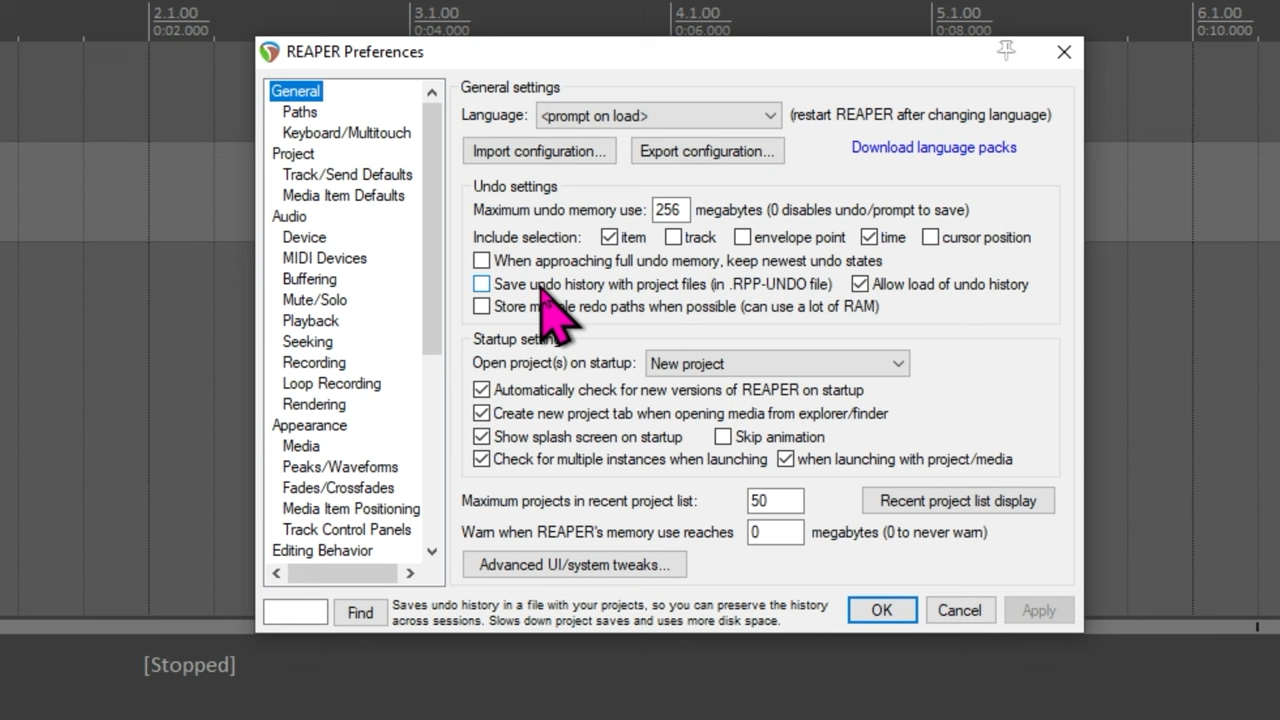 2.1.00 3.1.00 4.1.00 5.1.00 6.1.00
0:02.000 0:04.000 0:06.000 0:08.000 0:10.000
REAPER Preferences
General
Paths
Keyboard/Multitouch
Project
Track/Send Defaults
Media Item Defaults
Audio
Device
MIDI Devices
Buffering
Mute/Solo
Playback
Seeking
Recording
Loop Recording
Rendering
Appearance
Media
Peaks/Waveforms
Fades/Crossfades
Media Item Positioning
Track Control Panels
Editing Behavior
Find
General settings
Language: <prompt on load> (restart REAPER after changing language)
Import configuration... Export configuration... Download language packs
Undo settings
Maximum undo memory use: 256 megabytes (0 disables undo/prompt to save)
Include selection: item track envelope point time cursor position
When approaching full undo memory, keep newest undo states
Save undo history with project files (in .RPP-UNDO file) Allow load of undo history
Store redo paths when possible (can use a lot of RAM)
Startup
Open project(s) on startup: New project
Automatically check for new versions of REAPER on startup
Create new project tab when opening media from explorer/finder
Show splash screen on startup Skip animation
Check for multiple instances when launching when launching with project/media
Maximum projects in recent project list: 50 Recent project list display
Warn when REAPER's memory use reaches 0 megabytes (0 to never warn)
Advanced UI/system tweaks...
Saves undo history in a file with your projects, so you can preserve the history
across sessions. Slows down project saves and uses more disk space.
OK Cancel Apply
[Stopped]